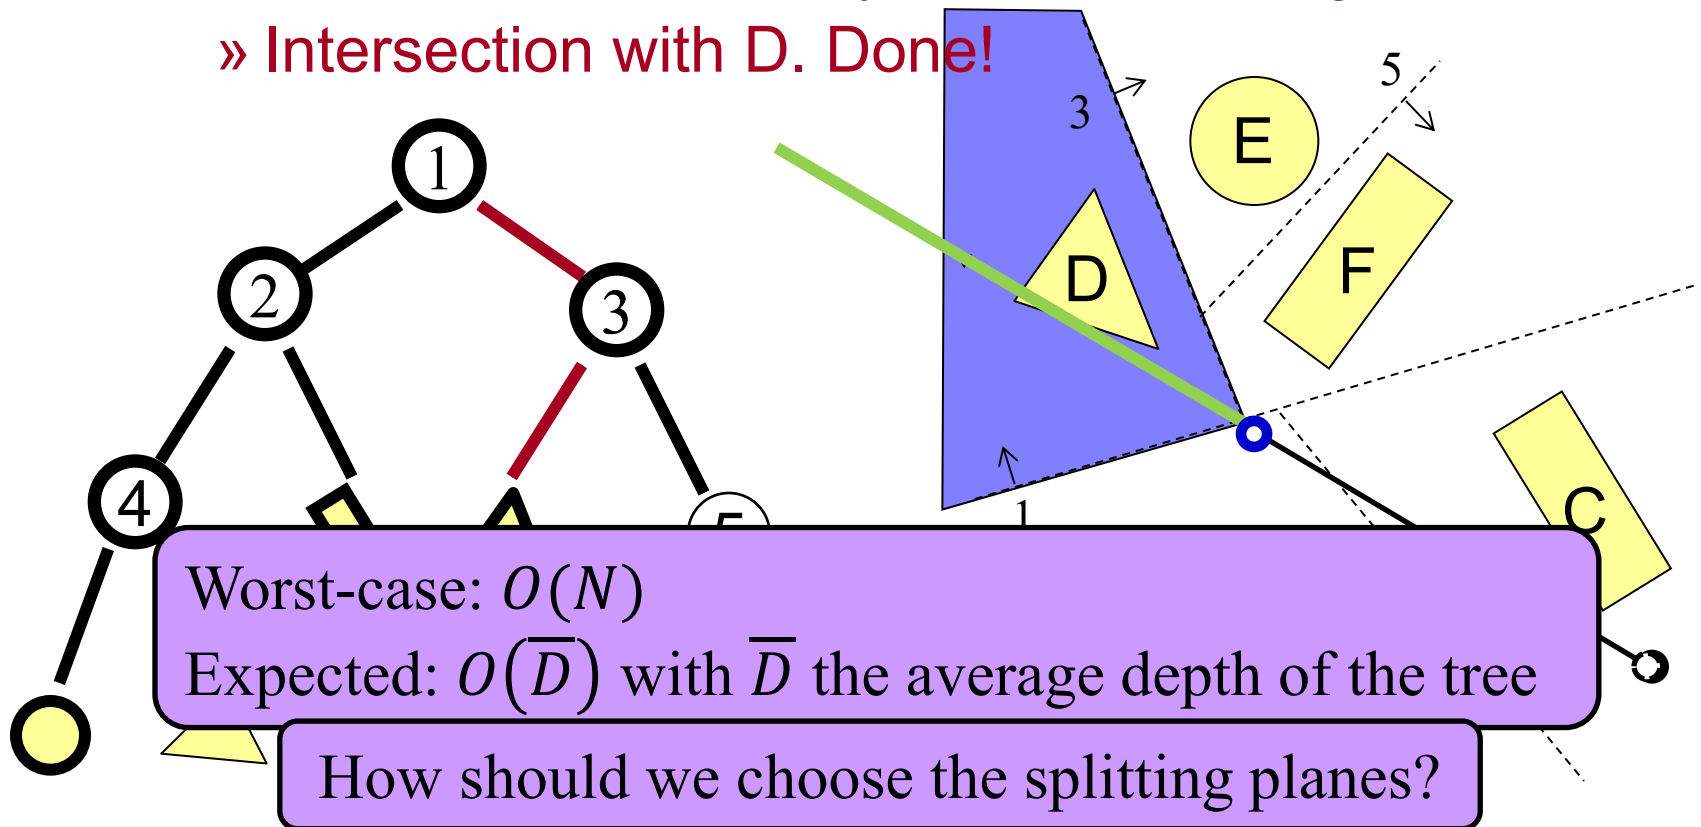 » Intersection with D. Done!
3
5
E
1
D
F
2
3
4
C
5
1
Worst-case: O(N)
Expected: O(D̅) with D̅ the average depth of the tree
How should we choose the splitting planes?